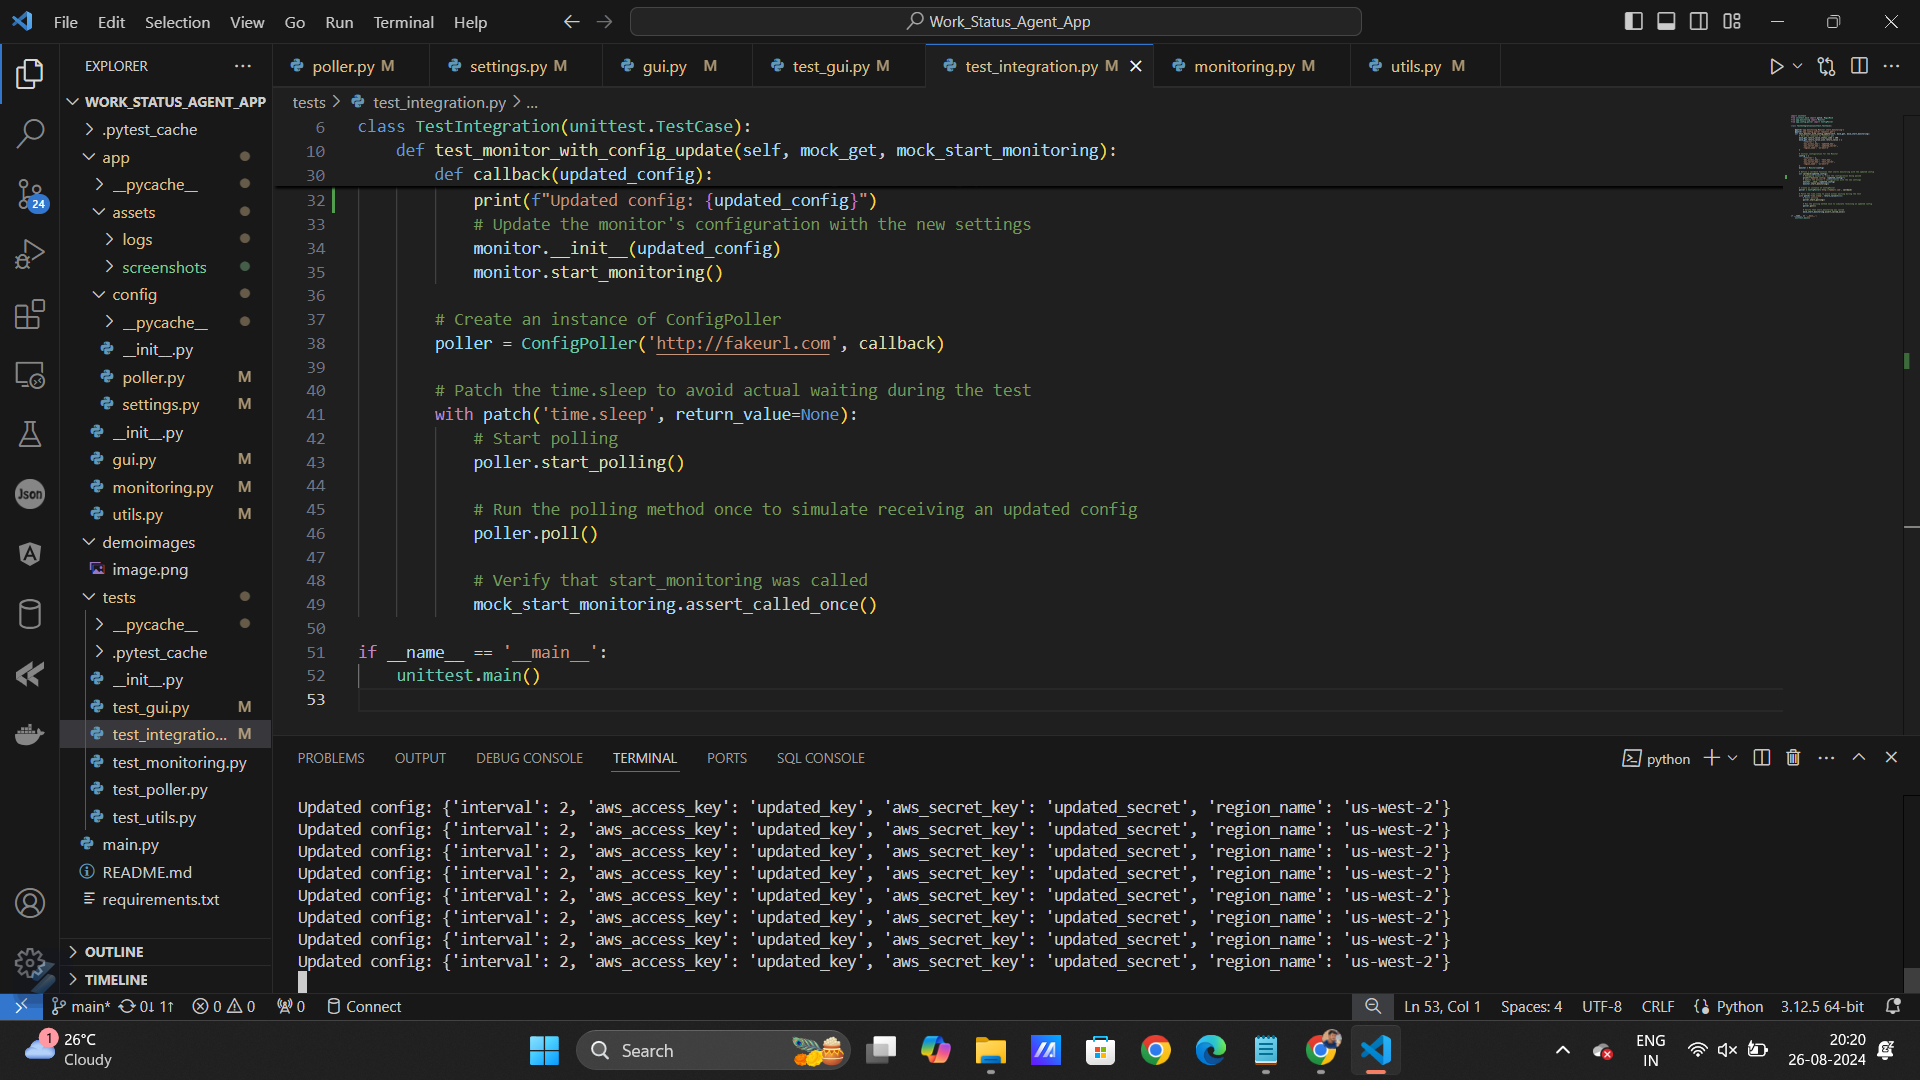 File Edit Selection View Go Run Terminal Help
Work_Status_Agent_App
EXPLORER
WORK_STATUS_AGENT_APP
.pytest_cache
app
__pycache__
assets
logs
screenshots
config
__pycache__
__init__.py
poller.py M
settings.py M
__init__.py
gui.py M
monitoring.py M
utils.py M
demoimages
image.png
tests
__pycache__
.pytest_cache
__init__.py
test_gui.py M
test_integratio... M
test_monitoring.py
test_poller.py
test_utils.py
main.py
README.md
requirements.txt
OUTLINE
TIMELINE
24
Json
poller.py M settings.py M gui.py M test_gui.py M test_integration.py M monitoring.py M utils.py M
tests > test_integration.py > ...
6 class TestIntegration(unittest.TestCase):
10 def test_monitor_with_config_update(self, mock_get, mock_start_monitoring):
30 def callback(updated_config):
32 print(f"Updated config: {updated_config}")
33 # Update the monitor's configuration with the new settings
34 monitor.__init__(updated_config)
35 monitor.start_monitoring()
36
37 # Create an instance of ConfigPoller
38 poller = ConfigPoller('http://fakeurl.com', callback)
39
40 # Patch the time.sleep to avoid actual waiting during the test
41 with patch('time.sleep', return_value=None):
42 # Start polling
43 poller.start_polling()
44
45 # Run the polling method once to simulate receiving an updated config
46 poller.poll()
47
48 # Verify that start_monitoring was called
49 mock_start_monitoring.assert_called_once()
50
51 if __name__ == '__main__':
52 unittest.main()
53
PROBLEMS OUTPUT DEBUG CONSOLE TERMINAL PORTS SQL CONSOLE
python
Updated config: {'interval': 2, 'aws_access_key': 'updated_key', 'aws_secret_key': 'updated_secret', 'region_name': 'us-west-2'}
Updated config: {'interval': 2, 'aws_access_key': 'updated_key', 'aws_secret_key': 'updated_secret', 'region_name': 'us-west-2'}
Updated config: {'interval': 2, 'aws_access_key': 'updated_key', 'aws_secret_key': 'updated_secret', 'region_name': 'us-west-2'}
Updated config: {'interval': 2, 'aws_access_key': 'updated_key', 'aws_secret_key': 'updated_secret', 'region_name': 'us-west-2'}
Updated config: {'interval': 2, 'aws_access_key': 'updated_key', 'aws_secret_key': 'updated_secret', 'region_name': 'us-west-2'}
Updated config: {'interval': 2, 'aws_access_key': 'updated_key', 'aws_secret_key': 'updated_secret', 'region_name': 'us-west-2'}
Updated config: {'interval': 2, 'aws_access_key': 'updated_key', 'aws_secret_key': 'updated_secret', 'region_name': 'us-west-2'}
Updated config: {'interval': 2, 'aws_access_key': 'updated_key', 'aws_secret_key': 'updated_secret', 'region_name': 'us-west-2'}
main* 0↓ 1↑ 0 0 0 Connect
Ln 53, Col 1 Spaces: 4 UTF-8 CRLF {} Python 3.12.5 64-bit
1
26°C
Cloudy
Search
ENG
IN
20:20
26-08-2024